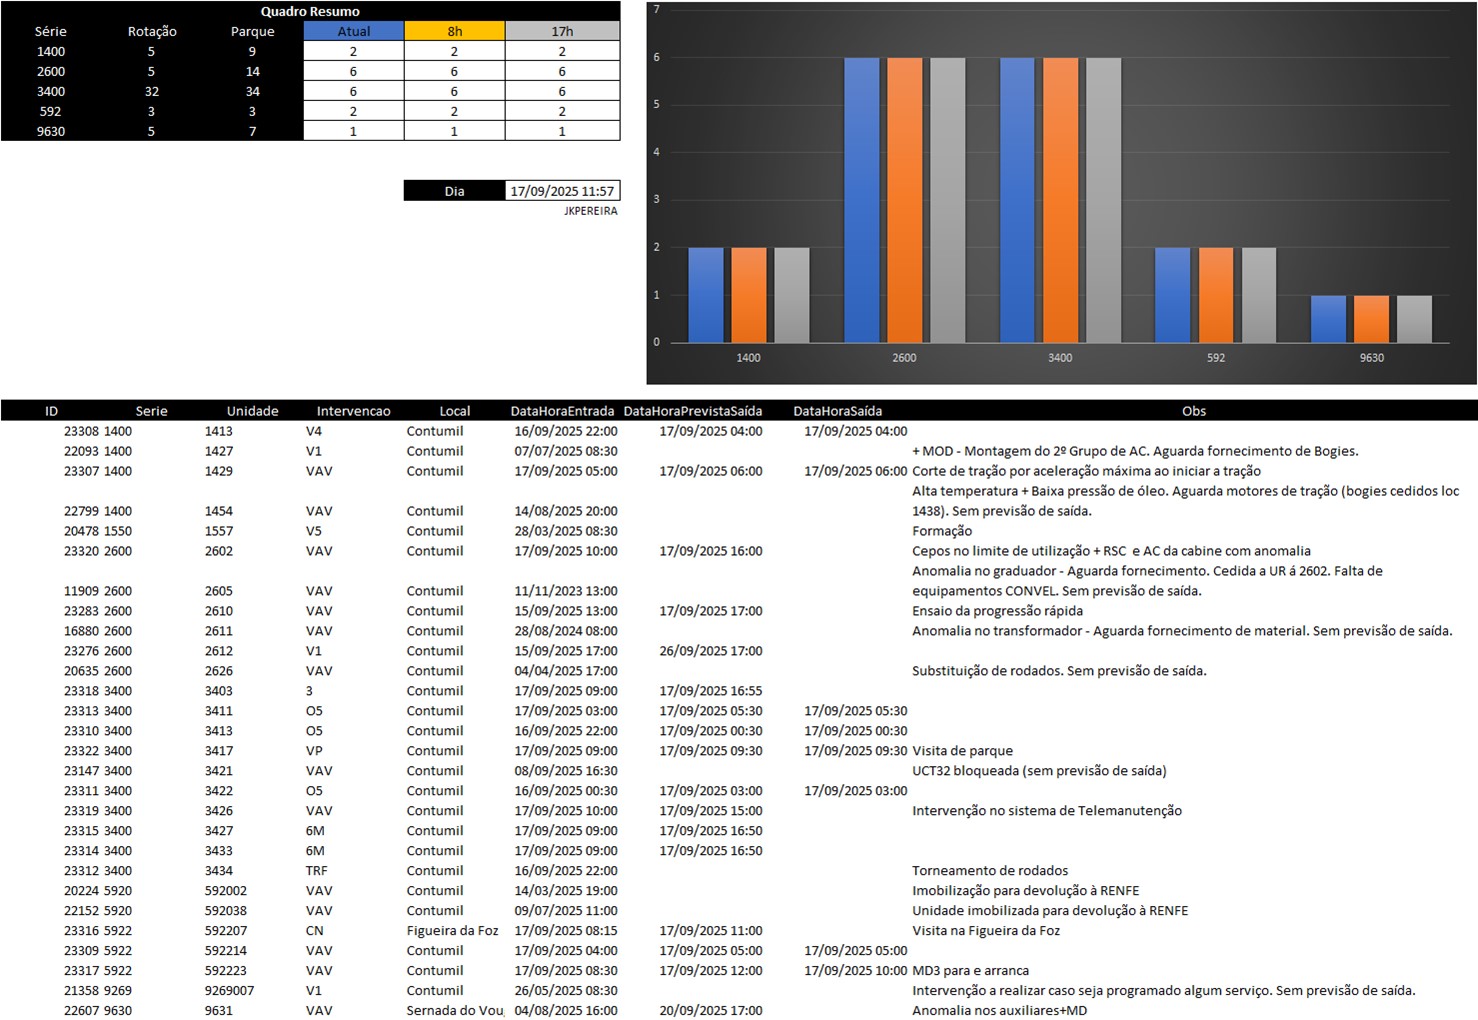 Quadro Resumo
Série Rotação Parque Atual 8h 17h
1400 5 9 2 2 2
2600 5 14 6 6 6
3400 32 34 6 6 6
592 3 3 2 2 2
9630 5 7 1 1 1
Dia 17/09/2025 11:57
JKPEREIRA
7
6
5
4
3
2
1
0
1400 2600 3400 592 9630
ID Serie Unidade Intervencao Local DataHoraEntrada DataHoraPrevistaSaída DataHoraSaída Obs
23308 1400 1413 V4 Contumil 16/09/2025 22:00 17/09/2025 04:00 17/09/2025 04:00
22093 1400 1427 V1 Contumil 07/07/2025 08:30 + MOD - Montagem do 2º Grupo de AC. Aguarda fornecimento de Bogies.
23307 1400 1429 VAV Contumil 17/09/2025 05:00 17/09/2025 06:00 17/09/2025 06:00 Corte de tração por aceleração máxima ao iniciar a tração
Alta temperatura + Baixa pressão de óleo. Aguarda motores de tração (bogies cedidos loc
22799 1400 1454 VAV Contumil 14/08/2025 20:00 1438). Sem previsão de saída.
20478 1550 1557 V5 Contumil 28/03/2025 08:30 Formação
23320 2600 2602 VAV Contumil 17/09/2025 10:00 17/09/2025 16:00 Cepos no limite de utilização + RSC e AC da cabine com anomalia
Anomalia no graduador - Aguarda fornecimento. Cedida a UR á 2602. Falta de
11909 2600 2605 VAV Contumil 11/11/2023 13:00 equipamentos CONVEL. Sem previsão de saída.
23283 2600 2610 VAV Contumil 15/09/2025 13:00 17/09/2025 17:00 Ensaio da progressão rápida
16880 2600 2611 VAV Contumil 28/08/2024 08:00 Anomalia no transformador - Aguarda fornecimento de material. Sem previsão de saída.
23276 2600 2612 V1 Contumil 15/09/2025 17:00 26/09/2025 17:00
20635 2600 2626 VAV Contumil 04/04/2025 17:00 Substituição de rodados. Sem previsão de saída.
23318 3400 3403 3 Contumil 17/09/2025 09:00 17/09/2025 16:55
23313 3400 3411 O5 Contumil 17/09/2025 03:00 17/09/2025 05:30 17/09/2025 05:30
23310 3400 3413 O5 Contumil 16/09/2025 22:00 17/09/2025 00:30 17/09/2025 00:30
23322 3400 3417 VP Contumil 17/09/2025 09:00 17/09/2025 09:30 17/09/2025 09:30 Visita de parque
23147 3400 3421 VAV Contumil 08/09/2025 16:30 UCT32 bloqueada (sem previsão de saída)
23311 3400 3422 O5 Contumil 16/09/2025 00:30 17/09/2025 03:00 17/09/2025 03:00
23319 3400 3426 VAV Contumil 17/09/2025 10:00 17/09/2025 15:00 Intervenção no sistema de Telemanutenção
23315 3400 3427 6M Contumil 17/09/2025 09:00 17/09/2025 16:50
23314 3400 3433 6M Contumil 17/09/2025 09:00 17/09/2025 16:50
23312 3400 3434 TRF Contumil 16/09/2025 22:00 Torneamento de rodados
20224 5920 592002 VAV Contumil 14/03/2025 19:00 Imobilização para devolução à RENFE
22152 5920 592038 VAV Contumil 09/07/2025 11:00 Unidade imobilizada para devolução à RENFE
23316 5922 592207 CN Figueira da Foz 17/09/2025 08:15 17/09/2025 11:00 Visita na Figueira da Foz
23309 5922 592214 VAV Contumil 17/09/2025 04:00 17/09/2025 05:00 17/09/2025 05:00
23317 5922 592223 VAV Contumil 17/09/2025 08:30 17/09/2025 12:00 17/09/2025 10:00 MD3 para e arranca
21358 9269 9269007 V1 Contumil 26/05/2025 08:30 Intervenção a realizar caso seja programado algum serviço. Sem previsão de saída.
22607 9630 9631 VAV Sernada do Vou 04/08/2025 16:00 20/09/2025 17:00 Anomalia nos auxiliares+MD